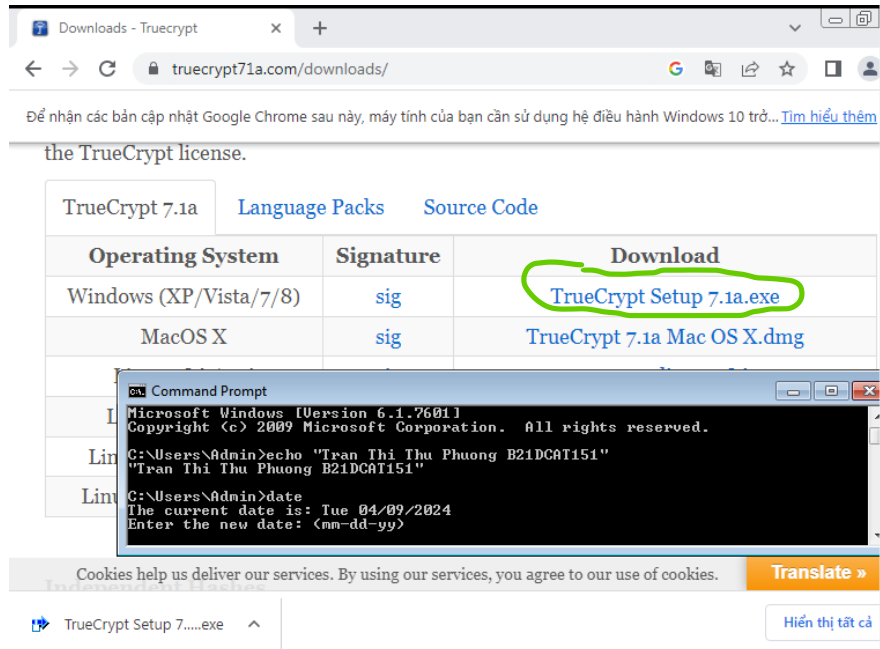 Downloads - Truecrypt
truecrypt71a.com/downloads/
Để nhận các bản cập nhật Google Chrome sau này, máy tính của bạn cần sử dụng hệ điều hành Windows 10 trở... Tìm hiểu thêm
the TrueCrypt license.
TrueCrypt 7.1a Language Packs Source Code
Operating System Signature Download
Windows (XP/Vista/7/8) sig TrueCrypt Setup 7.1a.exe
MacOS X sig TrueCrypt 7.1a Mac OS X.dmg
Command Prompt
Microsoft Windows [Version 6.1.7601]
Copyright (c) 2009 Microsoft Corporation. All rights reserved.
C:\Users\Admin>echo "Tran Thi Thu Phuong B21DCAT151"
"Tran Thi Thu Phuong B21DCAT151"
C:\Users\Admin>date
The current date is: Tue 04/09/2024
Enter the new date: (mm-dd-yy)
Cookies help us deliver our services. By using our services, you agree to our use of cookies. Translate »
Independent Hashes
TrueCrypt Setup 7.....exe Hiển thị tất cả